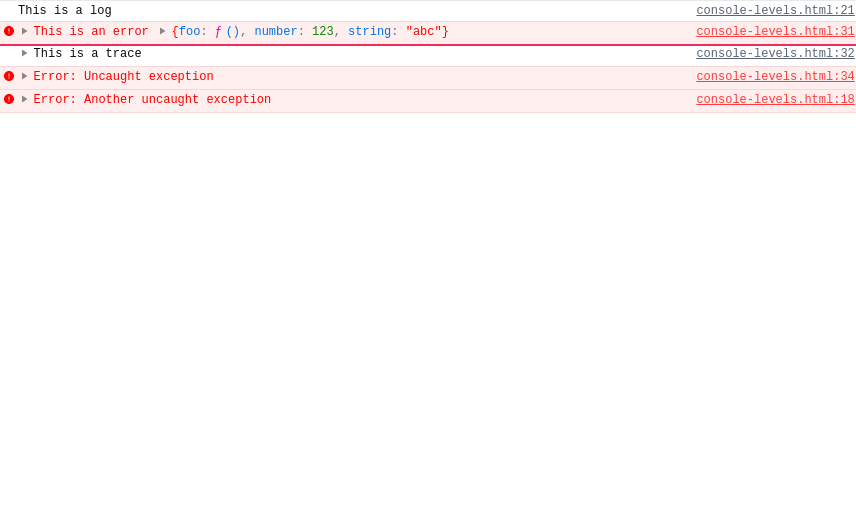 This is a log console-levels.html:21
This is an error {foo: ƒ (), number: 123, string: "abc"} console-levels.html:31
This is a trace console-levels.html:32
Error: Uncaught exception console-levels.html:34
Error: Another uncaught exception console-levels.html:18